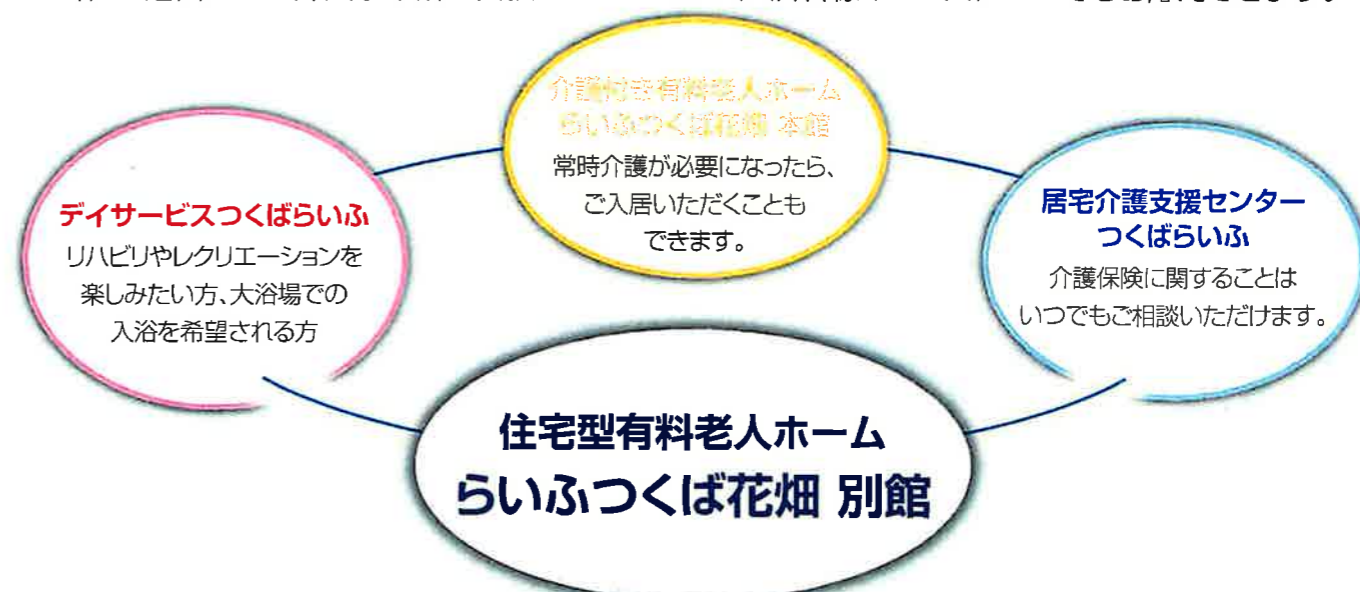 介護付き有料老人ホーム
らいふつくば花畑 本館
常時介護が必要になったら、
ご入居いただくことも
できます。
デイサービスつくばらいふ
リハビリやレクリエーションを
楽しみたい方、大浴場での
入浴を希望される方
居宅介護支援センター
つくばらいふ
介護保険に関することは
いつでもご相談いただけます。
住宅型有料老人ホーム
らいふつくば花畑 別館